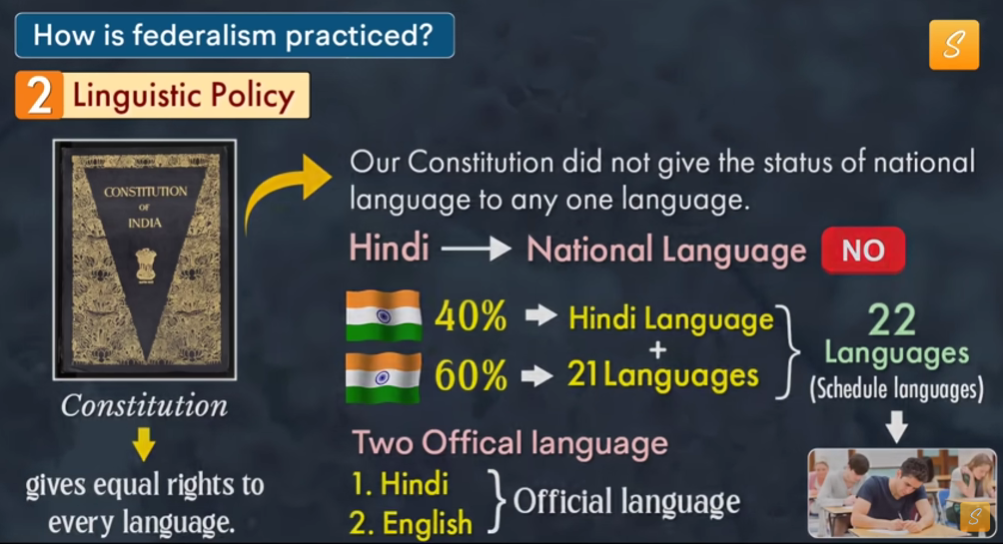 How is federalism practiced?
S
2 Linguistic Policy
CONSTITUTION
OF
INDIA
Constitution
gives equal rights to
every language.
Our Constitution did not give the status of national
language to any one language.
Hindi → National Language NO
40% → Hindi Language
+
60% → 21 Languages
22
Languages
(Schedule languages)
Two Offical language
1. Hindi
2. English
Official language
S